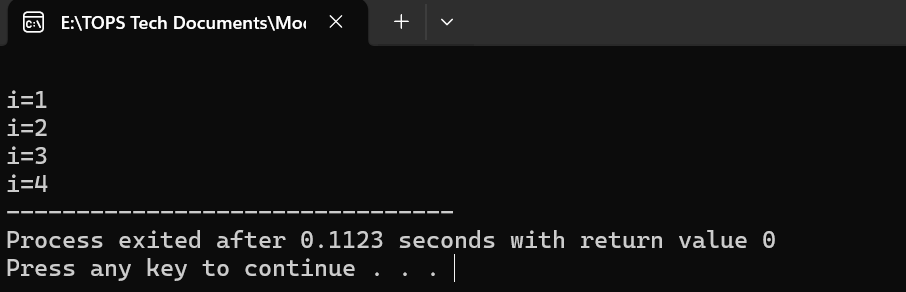 E:\TOPS Tech Documents\Mo
i=1
i=2
i=3
i=4
--------------------------------
Process exited after 0.1123 seconds with return value 0
Press any key to continue . . .